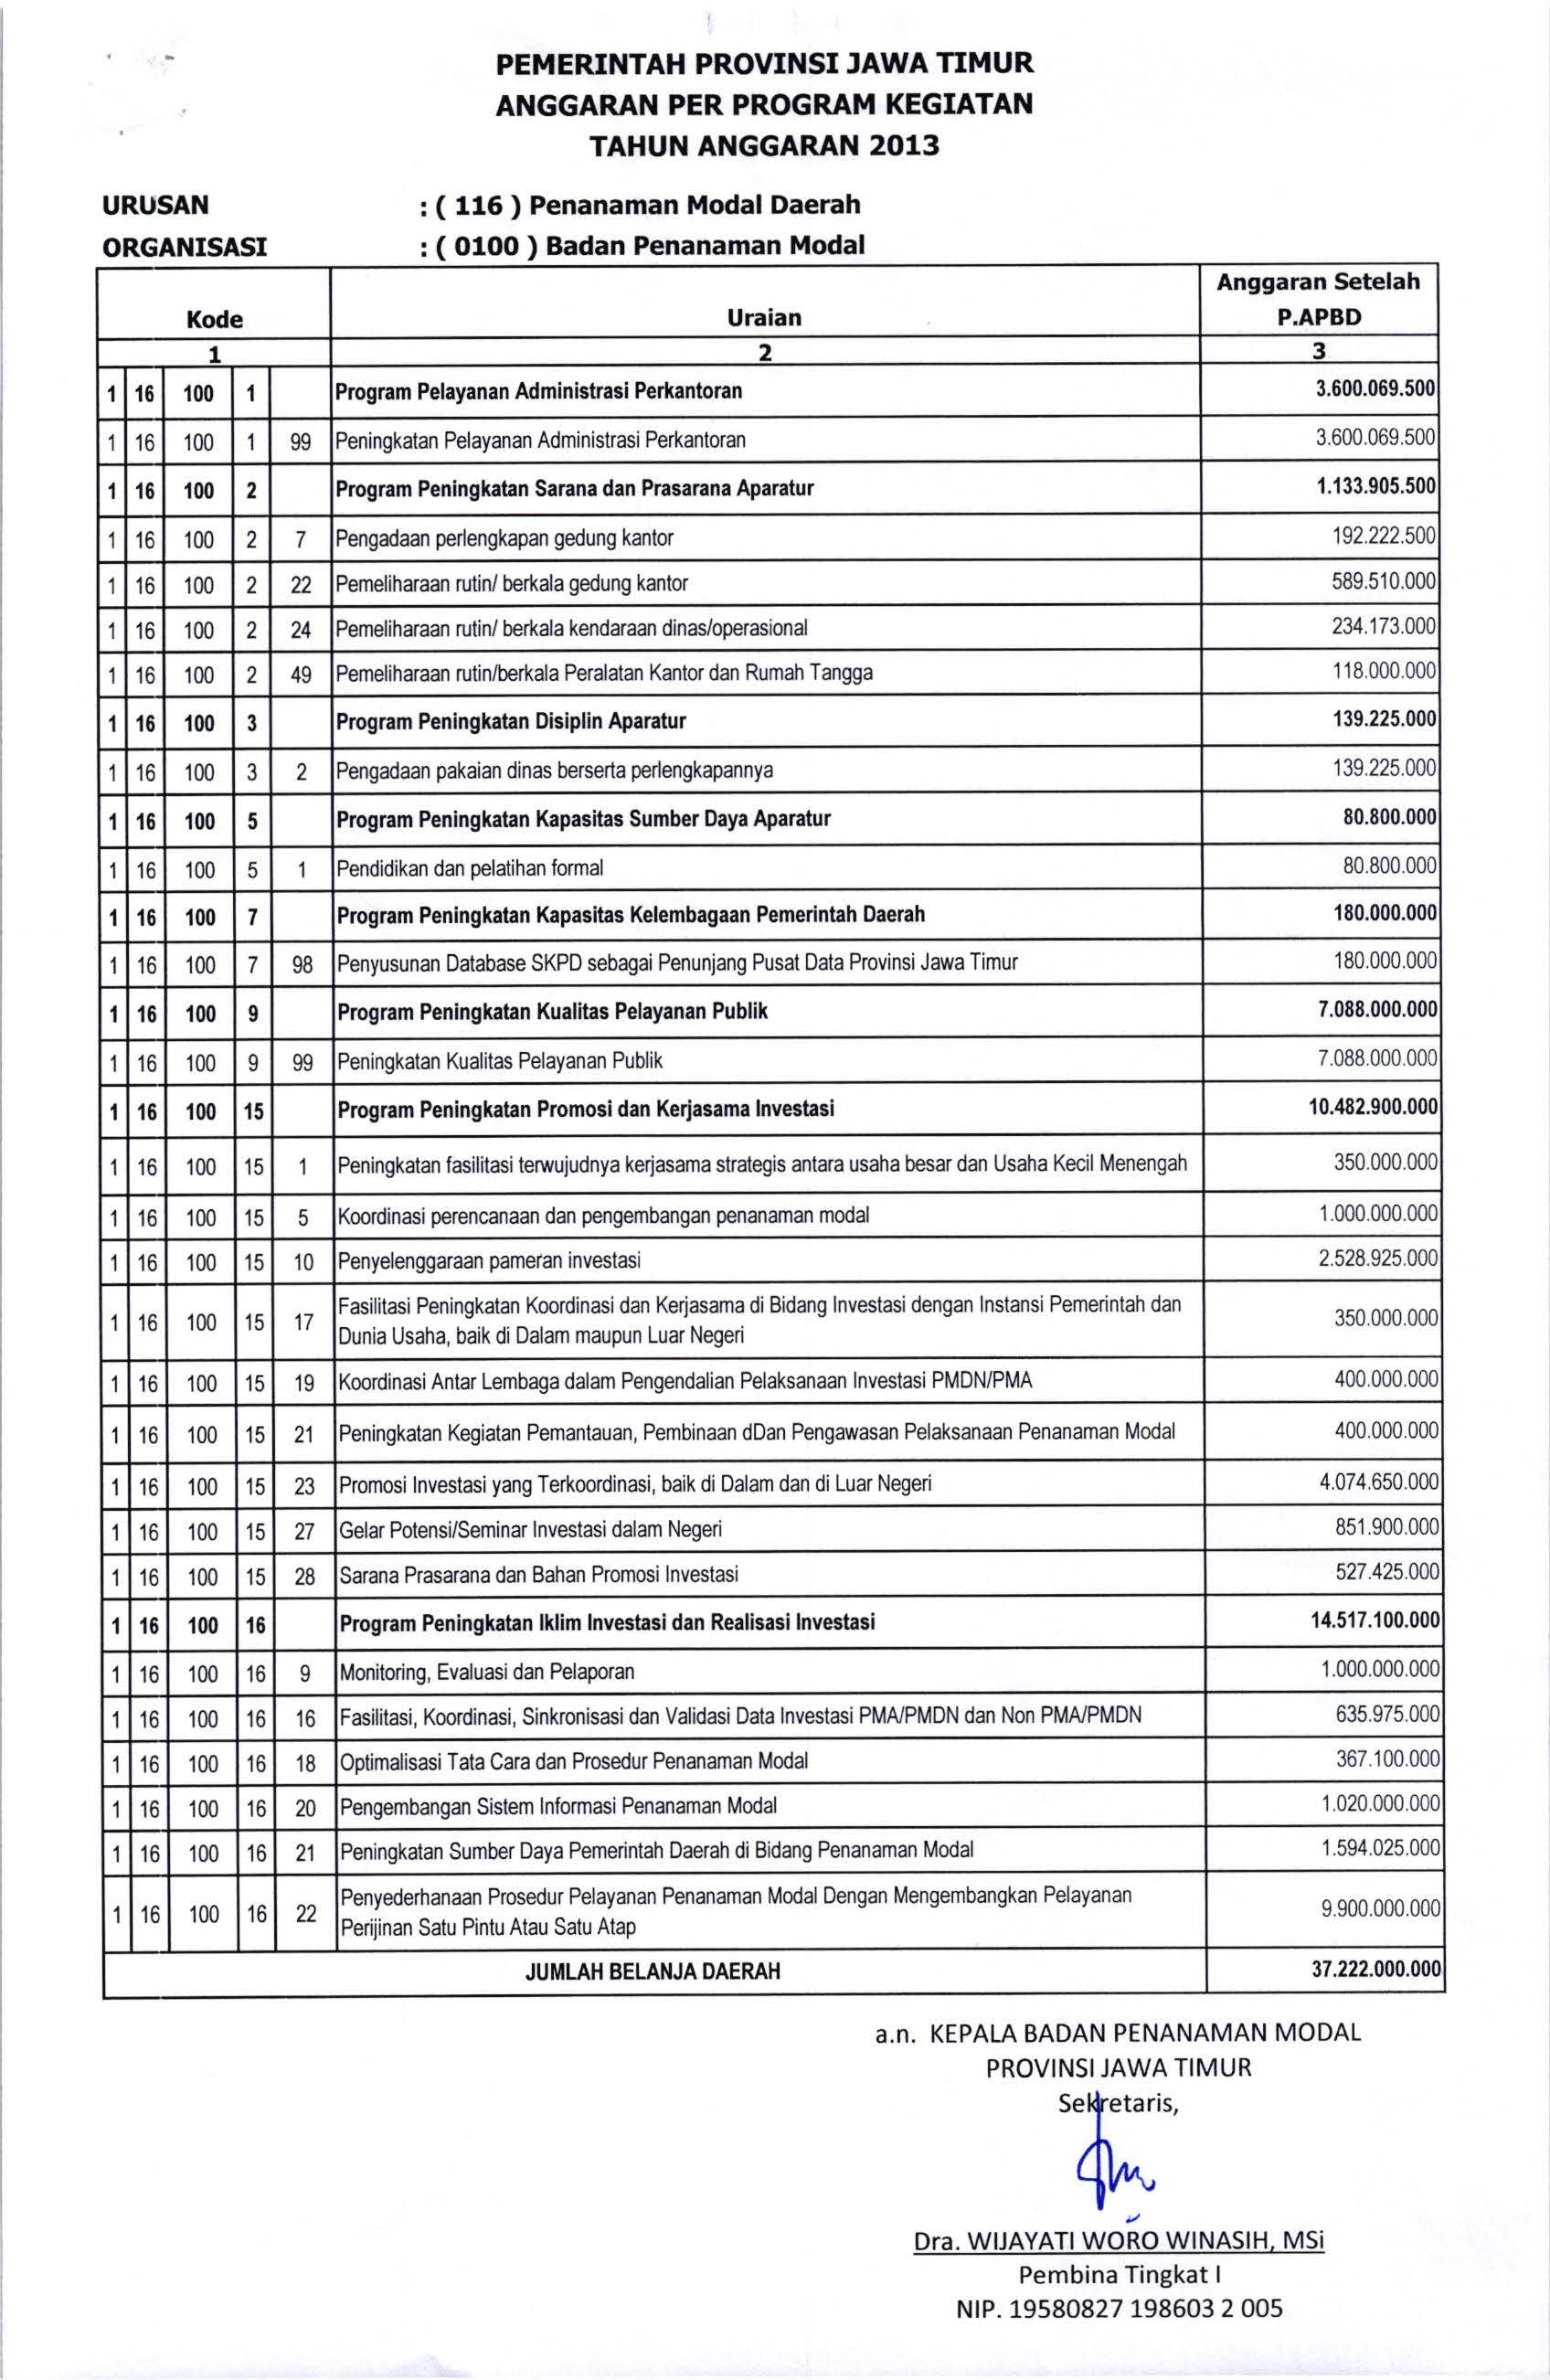 PEMERINTAH PROVINSI JAWA TIMUR
ANGGARAN PER PROGRAM KEGIATAN
TAHUN ANGGARAN 2013
URUSAN : ( 116 ) Penanaman Modal Daerah
ORGANISASI : ( 0100 ) Badan Penanaman Modal
Kode Uraian Anggaran Setelah
P.APBD
1 2 3
1 16 100 1 Program Pelayanan Administrasi Perkantoran 3.600.069.500
1 16 100 1 99 Peningkatan Pelayanan Administrasi Perkantoran 3.600.069.500
1 16 100 2 Program Peningkatan Sarana dan Prasarana Aparatur 1.133.905.500
1 16 100 2 7 Pengadaan perlengkapan gedung kantor 192.222.500
1 16 100 2 22 Pemeliharaan rutin/ berkala gedung kantor 589.510.000
1 16 100 2 24 Pemeliharaan rutin/ berkala kendaraan dinas/operasional 234.173.000
1 16 100 2 49 Pemeliharaan rutin/berkala Peralatan Kantor dan Rumah Tangga 118.000.000
1 16 100 3 Program Peningkatan Disiplin Aparatur 139.225.000
1 16 100 3 2 Pengadaan pakaian dinas berserta perlengkapannya 139.225.000
1 16 100 5 Program Peningkatan Kapasitas Sumber Daya Aparatur 80.800.000
1 16 100 5 1 Pendidikan dan pelatihan formal 80.800.000
1 16 100 7 Program Peningkatan Kapasitas Kelembagaan Pemerintah Daerah 180.000.000
1 16 100 7 98 Penyusunan Database SKPD sebagai Penunjang Pusat Data Provinsi Jawa Timur 180.000.000
1 16 100 9 Program Peningkatan Kualitas Pelayanan Publik 7.088.000.000
1 16 100 9 99 Peningkatan Kualitas Pelayanan Publik 7.088.000.000
1 16 100 15 Program Peningkatan Promosi dan Kerjasama Investasi 10.482.900.000
1 16 100 15 1 Peningkatan fasilitasi terwujudnya kerjasama strategis antara usaha besar dan Usaha Kecil Menengah 350.000.000
1 16 100 15 5 Koordinasi perencanaan dan pengembangan penanaman modal 1.000.000.000
1 16 100 15 10 Penyelenggaraan pameran investasi 2.528.925.000
1 16 100 15 17 Fasilitasi Peningkatan Koordinasi dan Kerjasama di Bidang Investasi dengan Instansi Pemerintah dan 350.000.000
Dunia Usaha, baik di Dalam maupun Luar Negeri
1 16 100 15 19 Koordinasi Antar Lembaga dalam Pengendalian Pelaksanaan Investasi PMDN/PMA 400.000.000
1 16 100 15 21 Peningkatan Kegiatan Pemantauan, Pembinaan dDan Pengawasan Pelaksanaan Penanaman Modal 400.000.000
1 16 100 15 23 Promosi Investasi yang Terkoordinasi, baik di Dalam dan di Luar Negeri 4.074.650.000
1 16 100 15 27 Gelar Potensi/Seminar Investasi dalam Negeri 851.900.000
1 16 100 15 28 Sarana Prasarana dan Bahan Promosi Investasi 527.425.000
1 16 100 16 Program Peningkatan Iklim Investasi dan Realisasi Investasi 14.517.100.000
1 16 100 16 9 Monitoring, Evaluasi dan Pelaporan 1.000.000.000
1 16 100 16 16 Fasilitasi, Koordinasi, Sinkronisasi dan Validasi Data Investasi PMA/PMDN dan Non PMA/PMDN 635.975.000
1 16 100 16 18 Optimalisasi Tata Cara dan Prosedur Penanaman Modal 367.100.000
1 16 100 16 20 Pengembangan Sistem Informasi Penanaman Modal 1.020.000.000
1 16 100 16 21 Peningkatan Sumber Daya Pemerintah Daerah di Bidang Penanaman Modal 1.594.025.000
1 16 100 16 22 Penyederhanaan Prosedur Pelayanan Penanaman Modal Dengan Mengembangkan Pelayanan 9.900.000.000
Perijinan Satu Pintu Atau Satu Atap
JUMLAH BELANJA DAERAH 37.222.000.000
a.n. KEPALA BADAN PENANAMAN MODAL
PROVINSI JAWA TIMUR
Sekretaris,
Dra. WIJAYATI WORO WINASIH, MSi
Pembina Tingkat I
NIP. 19580827 198603 2 005